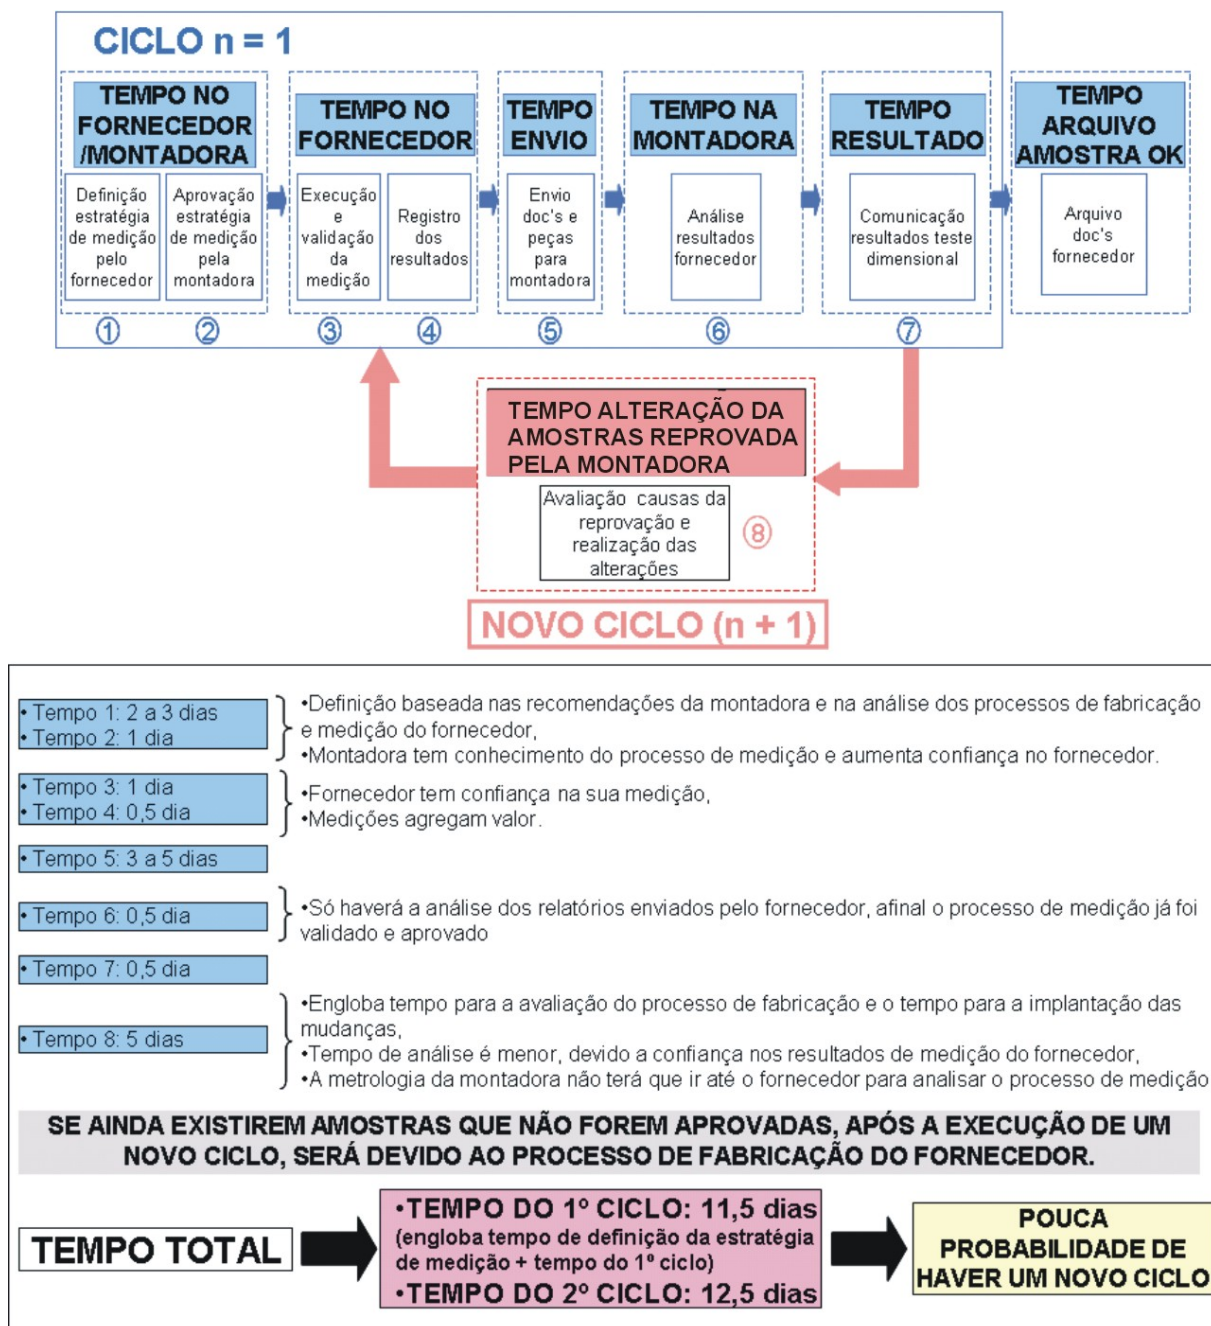 CICLO n = 1
TEMPO NO
FORNECEDOR
/MONTADORA
Definição
estratégia
de medição
pelo
fornecedor
Aprovação
estratégia
de medição
pela
montadora
1
2
TEMPO NO
FORNECEDOR
Execução
e
validação
da
medição
Registro
dos
resultados
3
4
TEMPO
ENVIO
Envio
doc's e
peças
para
montadora
5
TEMPO NA
MONTADORA
Análise
resultados
fornecedor
6
TEMPO
RESULTADO
Comunicação
resultados teste
dimensional
7
TEMPO
ARQUIVO
AMOSTRA OK
Arquivo
doc's
fornecedor
TEMPO ALTERAÇÃO DA
AMOSTRAS REPROVADA
PELA MONTADORA
Avaliação causas da
reprovação e
realização das
alterações
8
NOVO CICLO (n + 1)
• Tempo 1: 2 a 3 dias
• Tempo 2: 1 dia
•Definição baseada nas recomendações da montadora e na análise dos processos de fabricação
e medição do fornecedor,
•Montadora tem conhecimento do processo de medição e aumenta confiança no fornecedor.
• Tempo 3: 1 dia
• Tempo 4: 0,5 dia
•Fornecedor tem confiança na sua medição,
•Medições agregam valor.
• Tempo 5: 3 a 5 dias
• Tempo 6: 0,5 dia
•Só haverá a análise dos relatórios enviados pelo fornecedor, afinal o processo de medição já foi
validado e aprovado
• Tempo 7: 0,5 dia
• Tempo 8: 5 dias
•Engloba tempo para a avaliação do processo de fabricação e o tempo para a implantação das
mudanças,
•Tempo de análise é menor, devido a confiança nos resultados de medição do fornecedor,
•A metrologia da montadora não terá que ir até o fornecedor para analisar o processo de medição
SE AINDA EXISTIREM AMOSTRAS QUE NÃO FOREM APROVADAS, APÓS A EXECUÇÃO DE UM
NOVO CICLO, SERÁ DEVIDO AO PROCESSO DE FABRICAÇÃO DO FORNECEDOR.
TEMPO TOTAL
•TEMPO DO 1º CICLO: 11,5 dias
(engloba tempo de definição da estratégia
de medição + tempo do 1º ciclo)
•TEMPO DO 2º CICLO: 12,5 dias
POUCA
PROBABILIDADE DE
HAVER UM NOVO CICLO